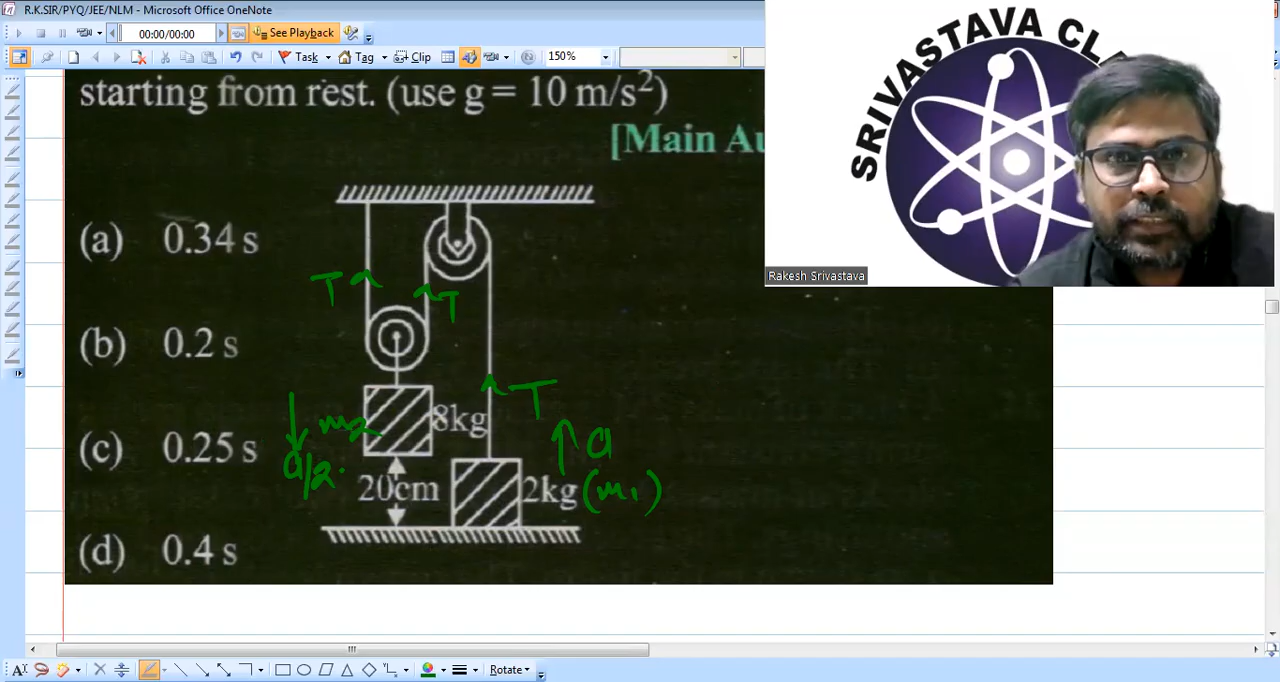 R.K.SIR/PYQ/JEE/NLM - Microsoft Office OneNote
00:00/00:00
See Playback
Task
Tag
Clip
150%
SRIVASTAVA CLA
Rakesh Srivastava
starting from rest. (use g = 10 m/s²)
[Main Au
(a) 0.34 s
(b) 0.2 s
(c) 0.25 s
(d) 0.4 s
T
T
T
8kg
m2
a/2
20cm
a
2kg (m1)
Rotate